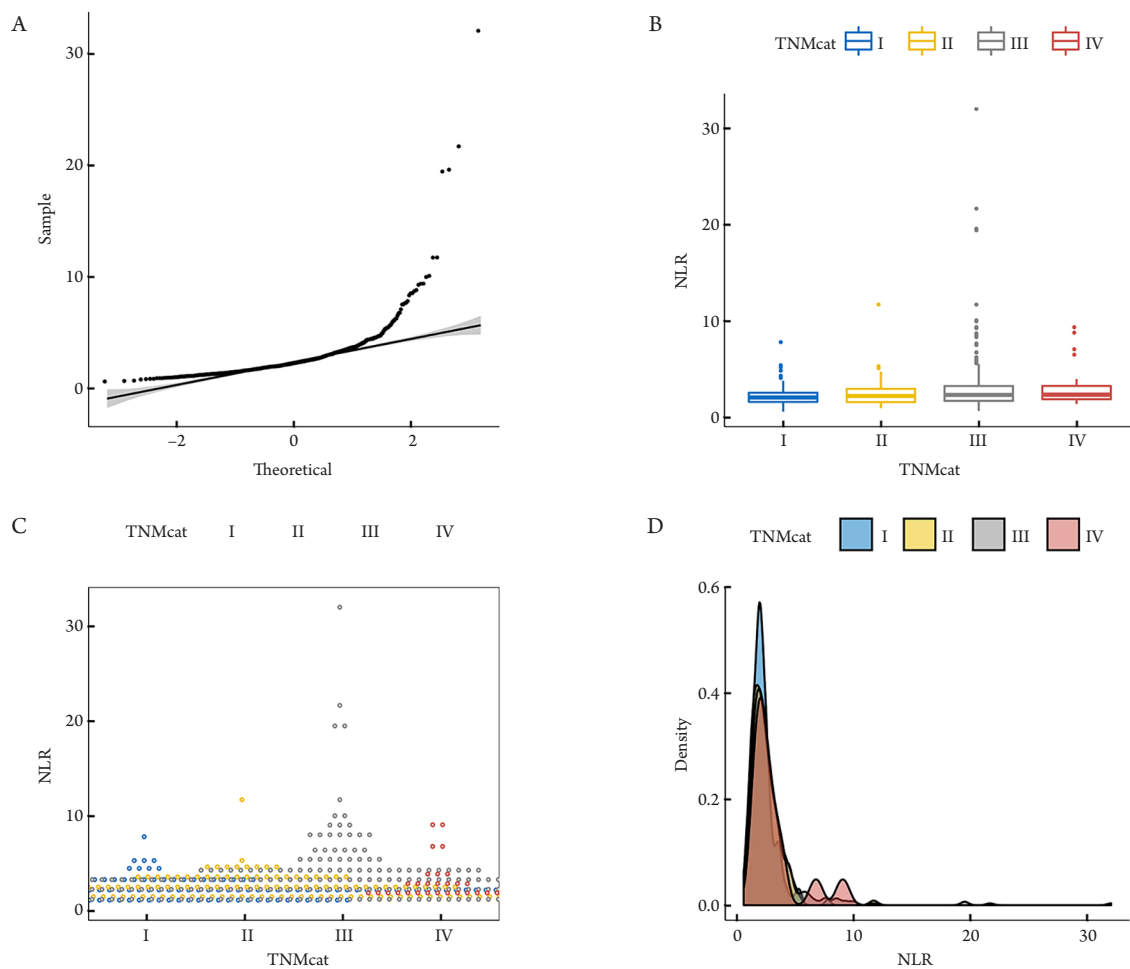 A
30
20
10
0
Sample
−2 0 2
Theoretical
B
TNMcat I II III IV
30
20
10
0
NLR
I II III IV
TNMcat
C
TNMcat I II III IV
30
20
10
0
NLR
I II III IV
TNMcat
D
TNMcat I II III IV
0.6
0.4
0.2
0.0
Density
0 10 20 30
NLR